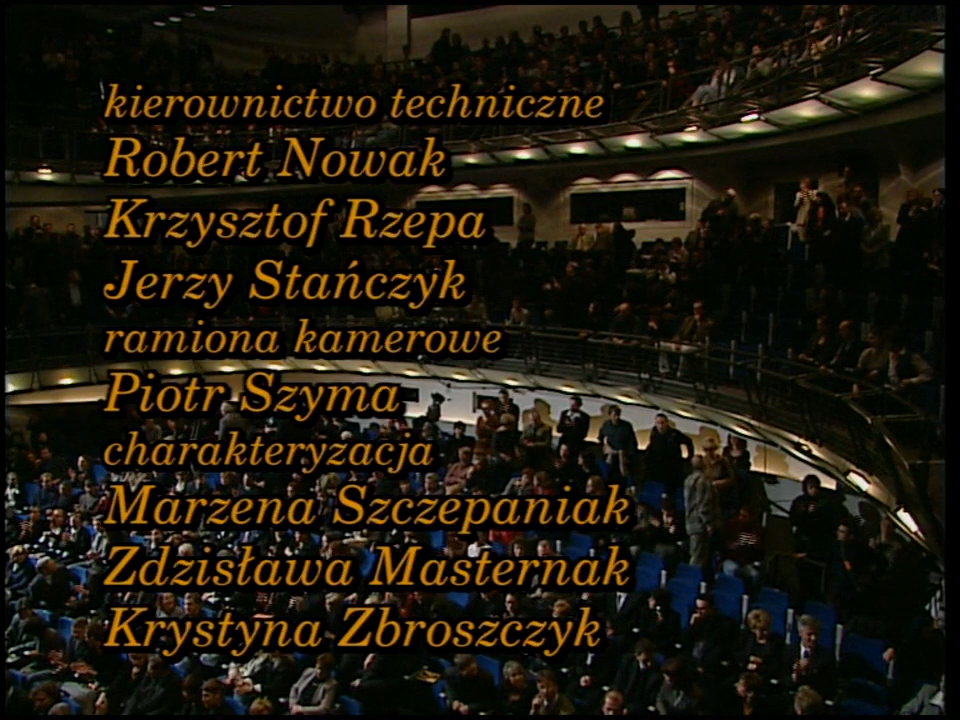 kierownictwo techniczne
Robert Nowak
Krzysztof Rzepa
Jerzy Stańczyk
ramiona kamerowe
Piotr Szyma
charakteryzacja
Marzena Szczepaniak
Zdzisława Masternak
Krystyna Zbroszczyk